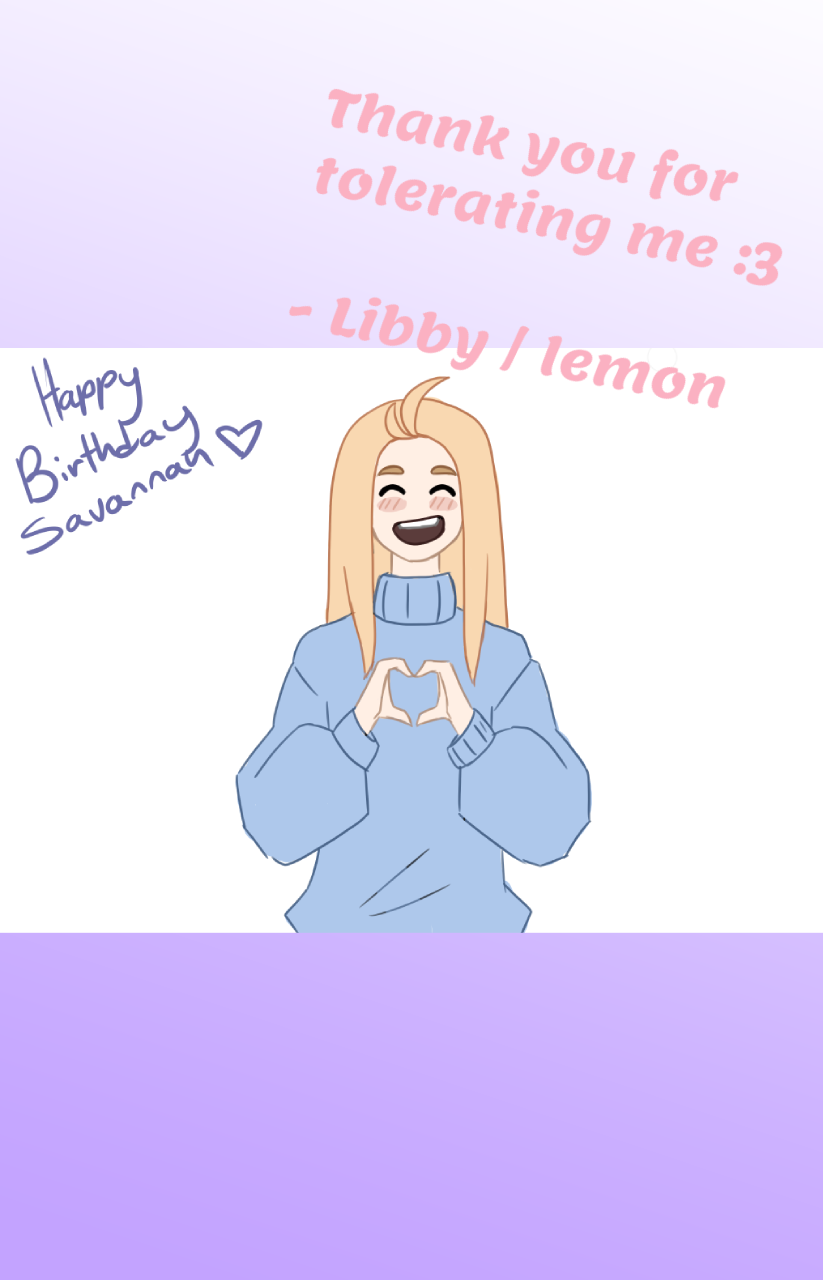 Thank you for
tolerating me :3
- Libby / lemon
Happy
Birthday
Savannah ♡